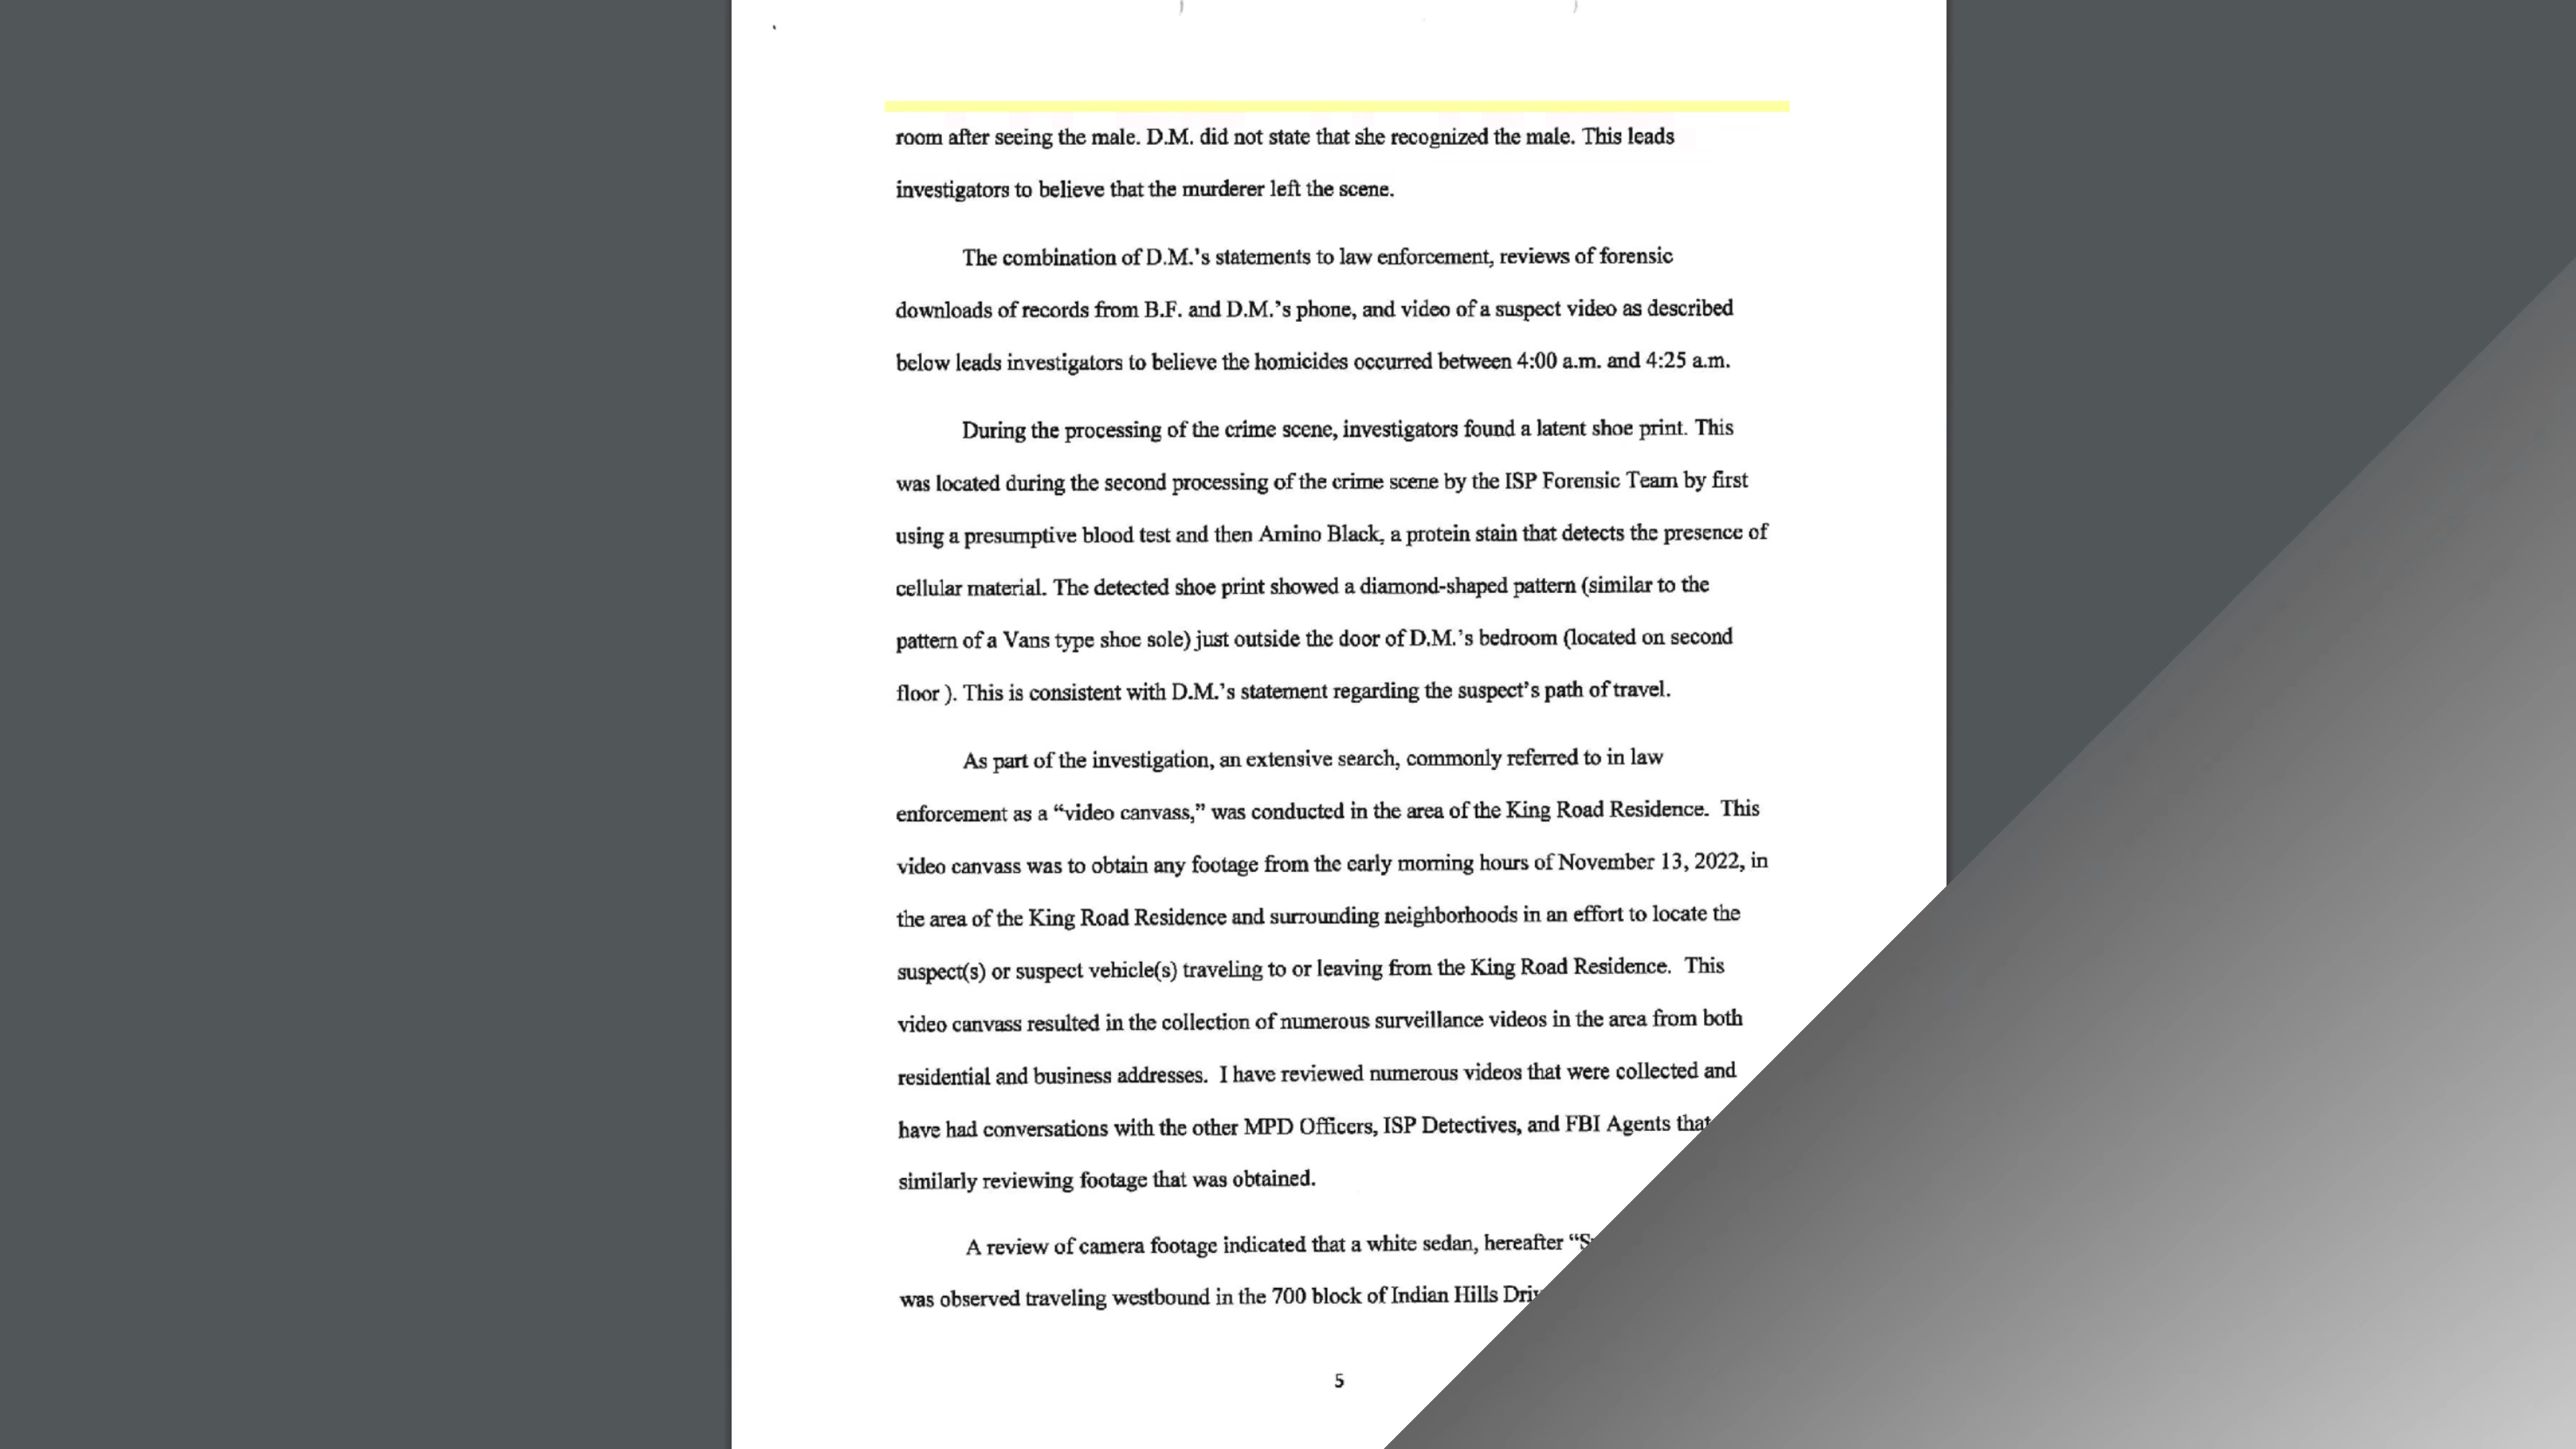 room after seeing the male. D.M. did not state that she recognized the male. This leads
investigators to believe that the murderer left the scene.
The combination of D.M.'s statements to law enforcement, reviews of forensic
downloads of records from B.F. and D.M.'s phone, and video of a suspect video as described
below leads investigators to believe the homicides occurred between 4:00 a.m. and 4:25 a.m.
During the processing of the crime scene, investigators found a latent shoe print. This
was located during the second processing of the crime scene by the ISP Forensic Team by first
using a presumptive blood test and then Amino Black, a protein stain that detects the presence of
cellular material. The detected shoe print showed a diamond-shaped pattern (similar to the
pattern of a Vans type shoe sole) just outside the door of D.M.'s bedroom (located on second
floor ). This is consistent with D.M.'s statement regarding the suspect's path of travel.
As part of the investigation, an extensive search, commonly referred to in law
enforcement as a “video canvass,” was conducted in the area of the King Road Residence. This
video canvass was to obtain any footage from the early morning hours of November 13, 2022, in
the area of the King Road Residence and surrounding neighborhoods in an effort to locate the
suspect(s) or suspect vehicle(s) traveling to or leaving from the King Road Residence. This
video canvass resulted in the collection of numerous surveillance videos in the area from both
residential and business addresses. I have reviewed numerous videos that were collected and
have had conversations with the other MPD Officers, ISP Detectives, and FBI Agents that
similarly reviewing footage that was obtained.
A review of camera footage indicated that a white sedan, hereafter
was observed traveling westbound in the 700 block of Indian Hills
5